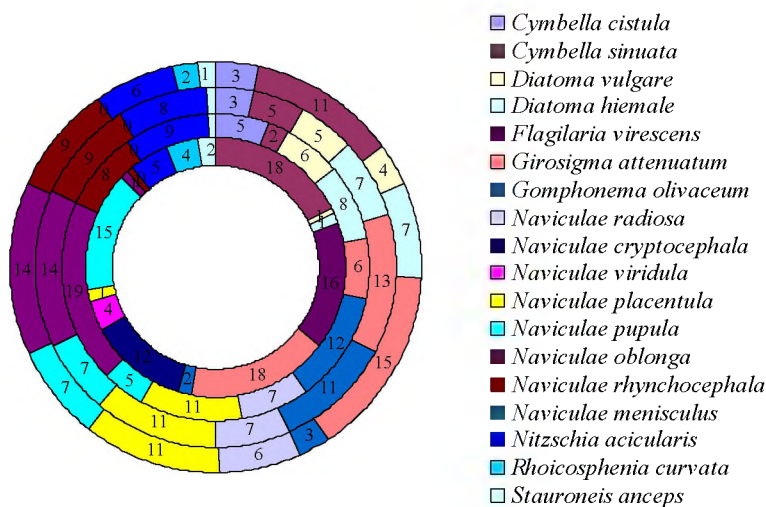 Cymbella cistula
Cymbella sinuata
Diatoma vulgare
Diatoma hiemale
Flagilaria virescens
Girosigma attenuatum
Gomphonema olivaceum
Naviculae radiosa
Naviculae cryptocephala
Naviculae viridula
Naviculae placentula
Naviculae pupula
Naviculae oblonga
Naviculae rhynchocephala
Naviculae menisculus
Nitzschia acicularis
Rhoicosphenia curvata
Stauroneis anceps
3
11
4
7
15
3
6
11
7
14
9
6
2
1
3
5
5
7
13
11
7
11
7
14
9
8
5
2
6
8
6
12
7
11
5
19
8
9
18
16
18
2
12
4
15
5
4
2